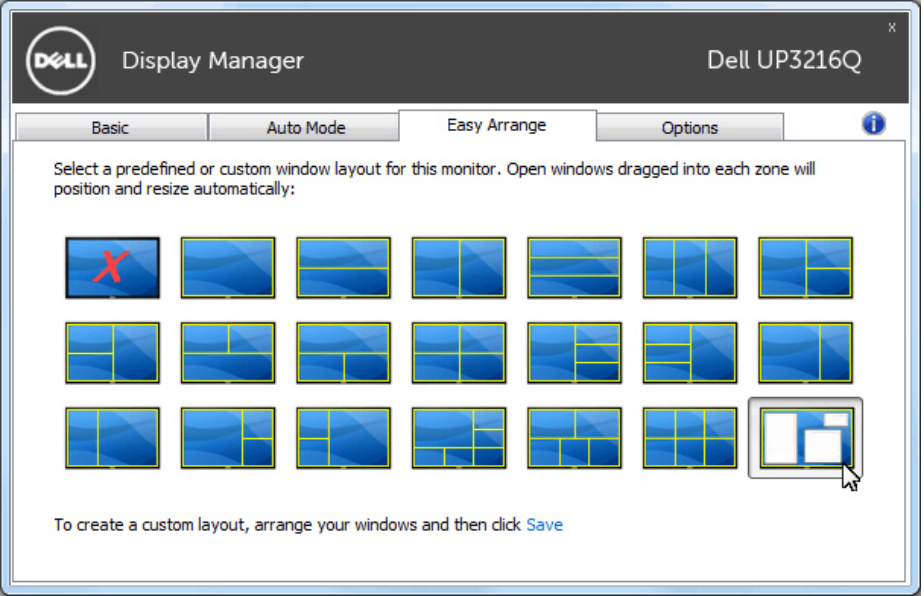 DELL
Display Manager
Dell UP3216Q
x
Basic
Auto Mode
Easy Arrange
Options
i
Select a predefined or custom window layout for this monitor. Open windows dragged into each zone will
position and resize automatically:
X
To create a custom layout, arrange your windows and then click Save